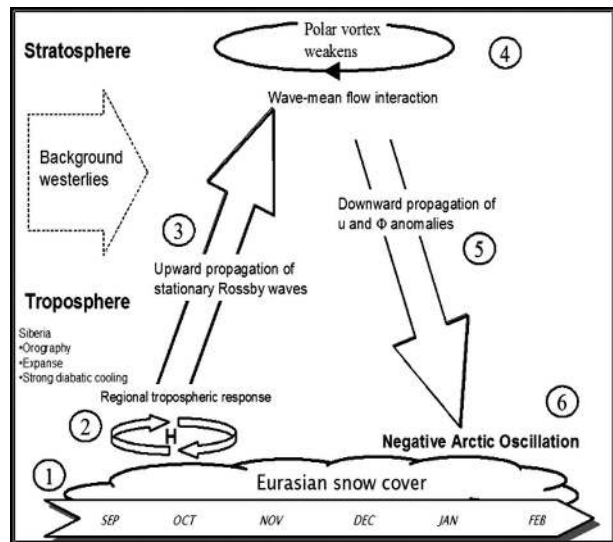 Stratosphere
Polar vortex
weakens
4
Wave-mean flow interaction
Background
westerlies
3
Upward propagation of
stationary Rossby waves
Downward propagation of
u and Φ anomalies
5
Troposphere
Siberia
•Orography
•Expanse
•Strong diabatic cooling
Regional tropospheric response
2
H
6
Negative Arctic Oscillation
1
Eurasian snow cover
SEP OCT NOV DEC JAN FEB